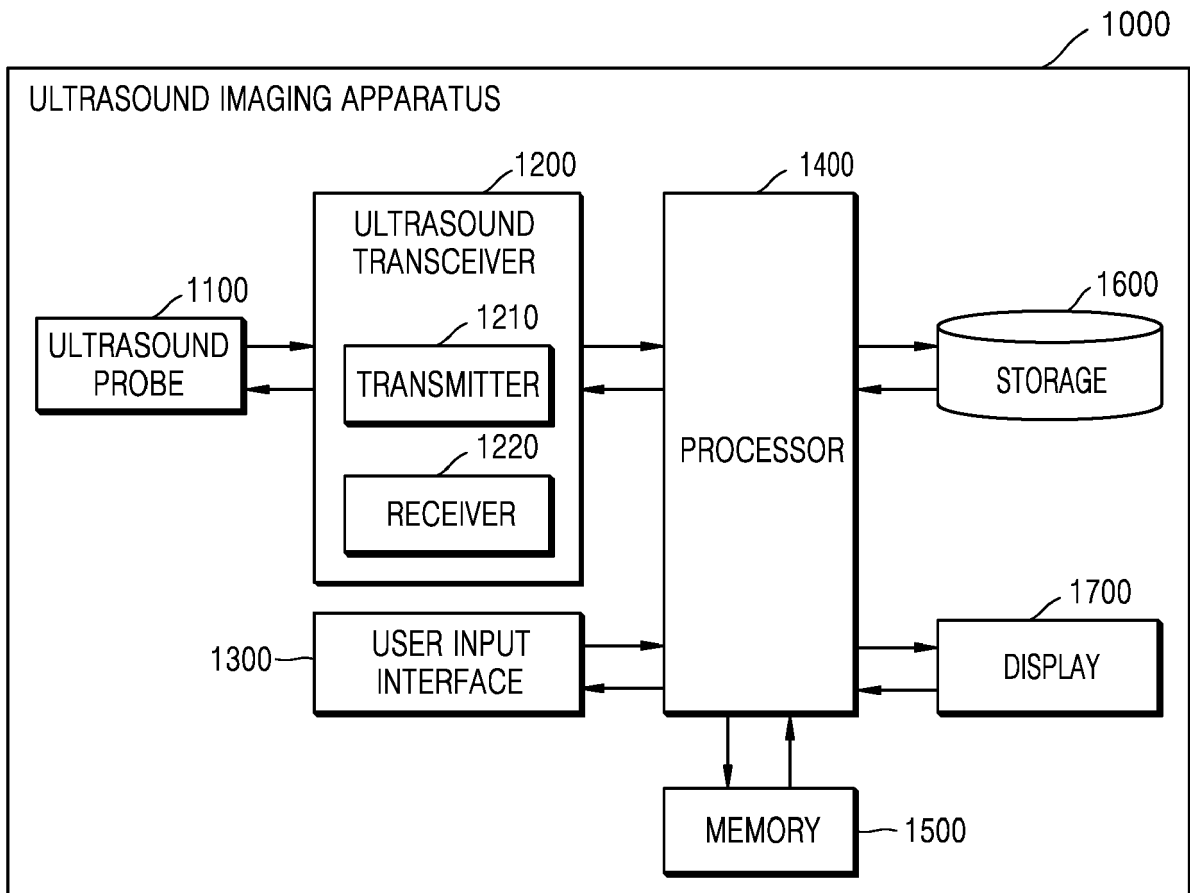 1000
ULTRASOUND IMAGING APPARATUS
1200
ULTRASOUND
TRANSCEIVER
1400
1100
ULTRASOUND
PROBE
1210
TRANSMITTER
1600
STORAGE
1220
RECEIVER
PROCESSOR
1300
USER INPUT
INTERFACE
1700
DISPLAY
MEMORY
1500